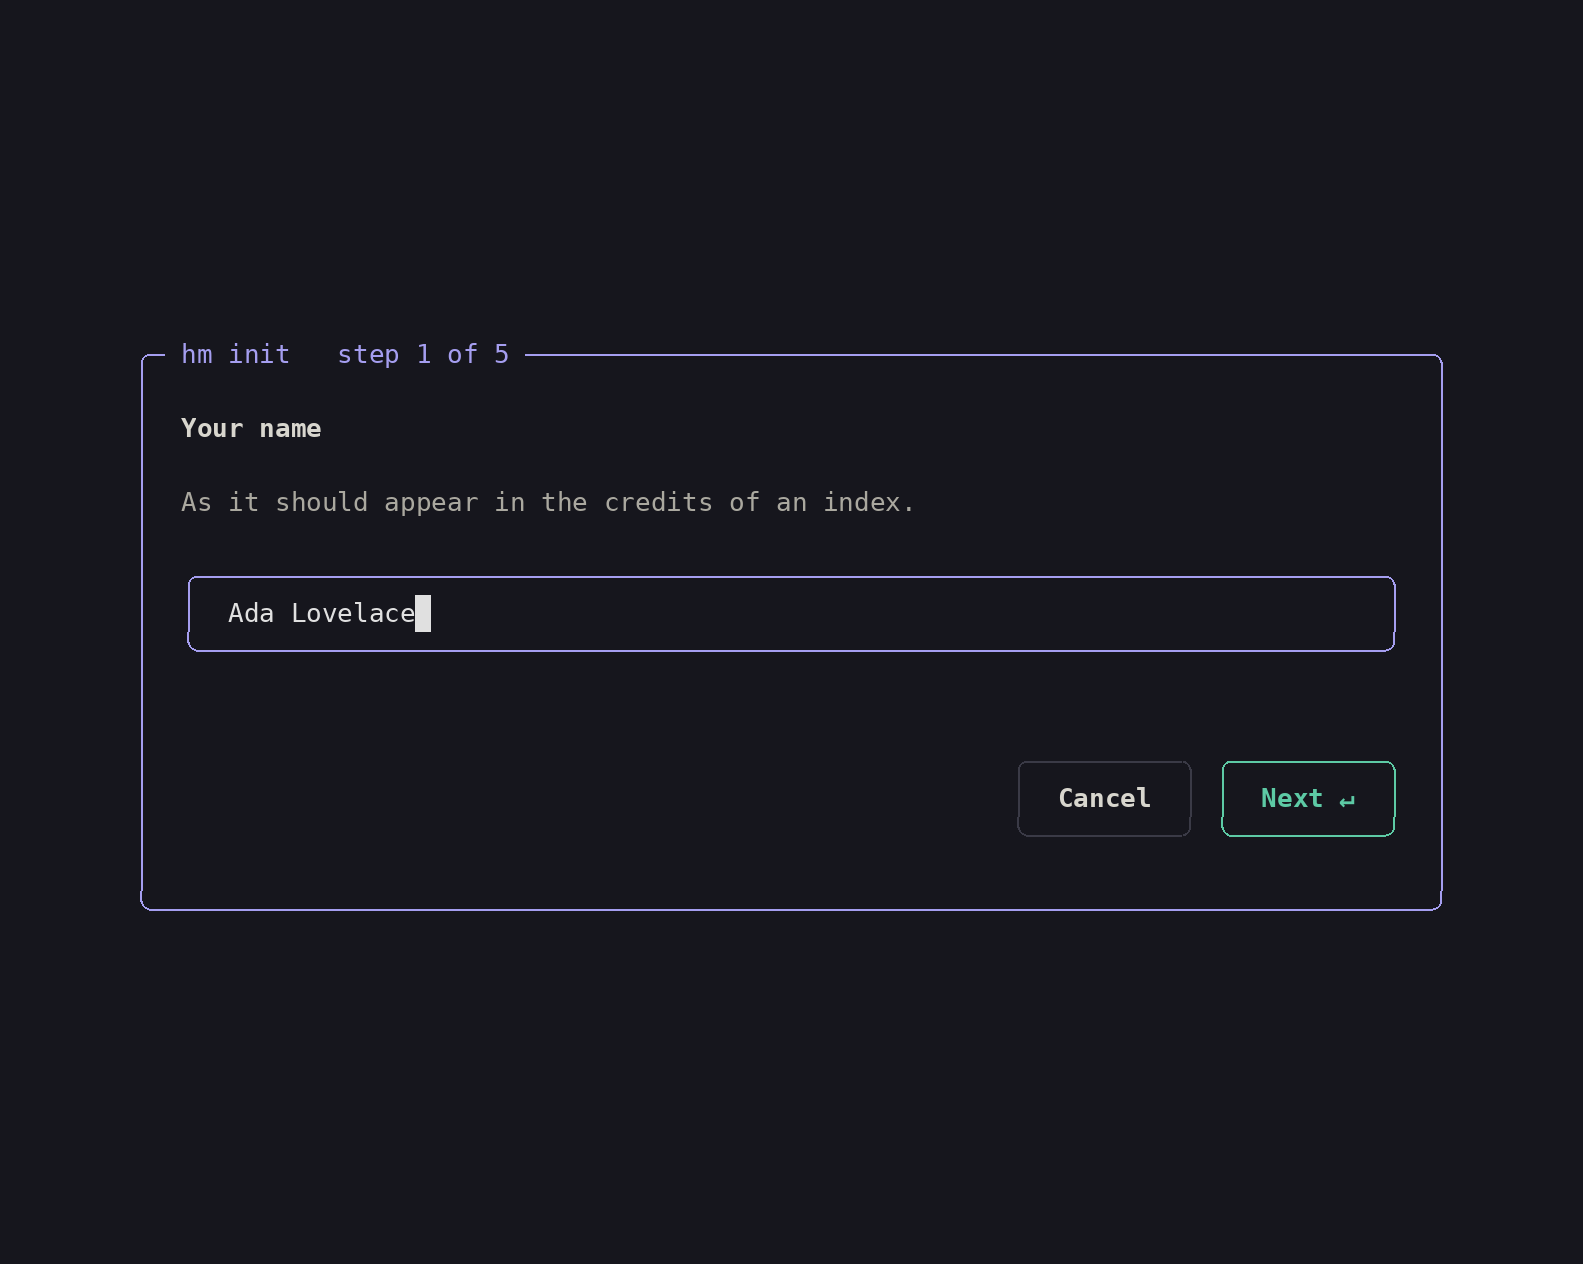 hm init   step 1 of 5
Your name
As it should appear in the credits of an index.
Ada Lovelace
Cancel   Next ↵